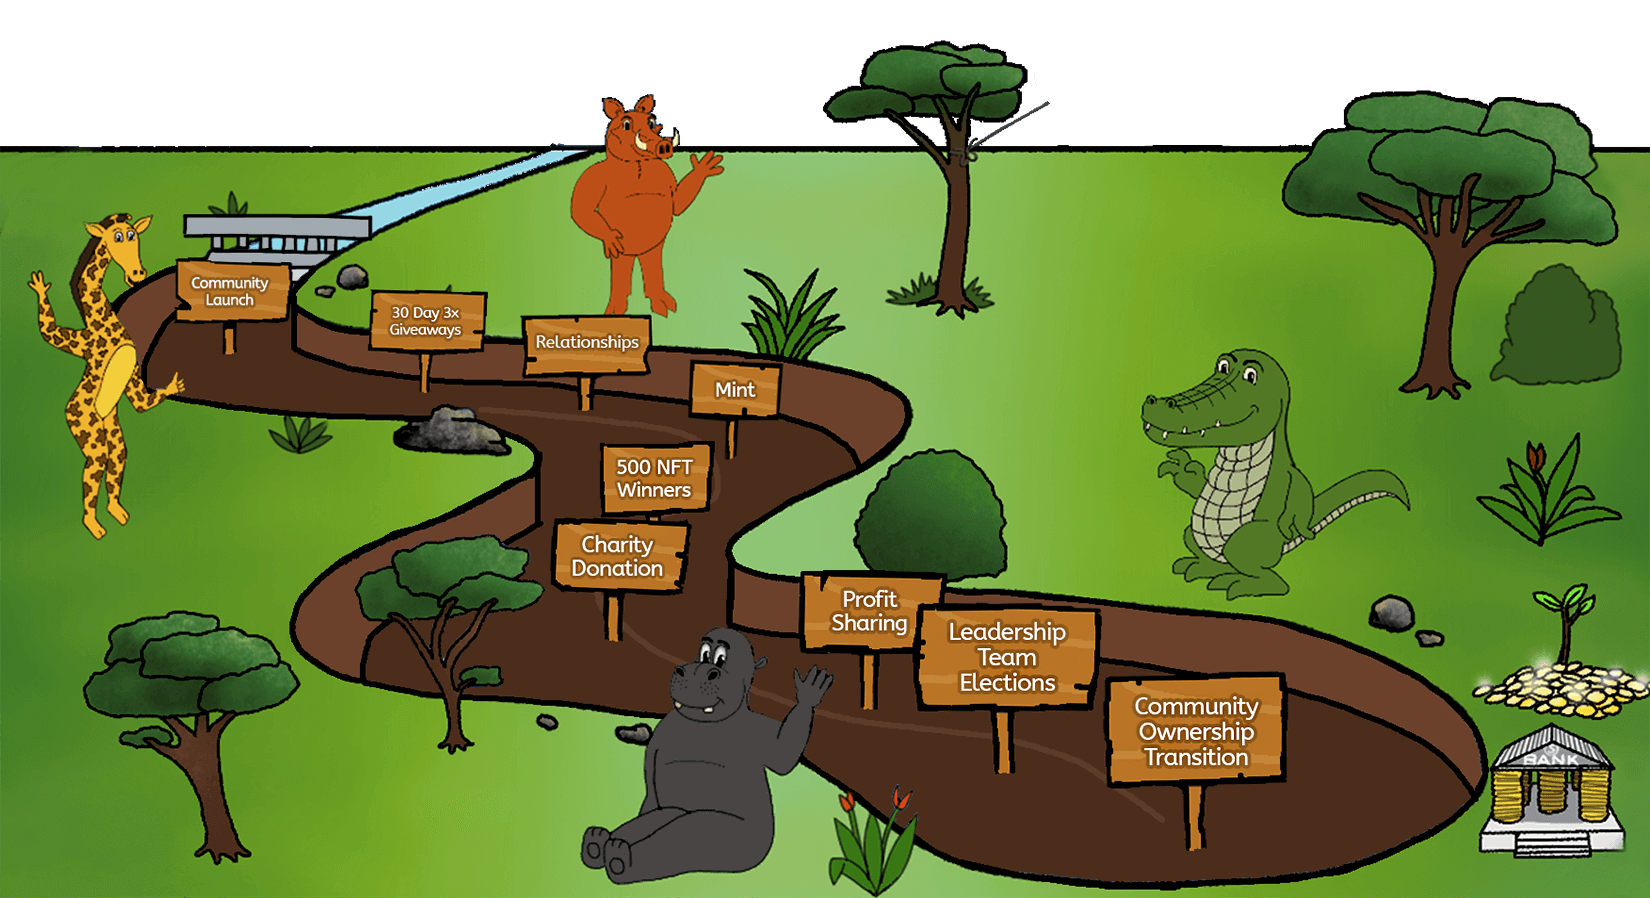 Community
Launch
30 Day 3x
Giveaways
Relationships
Mint
500 NFT
Winners
Charity
Donation
Profit
Sharing
Leadership
Team
Elections
Community
Ownership
Transition
$
BANK